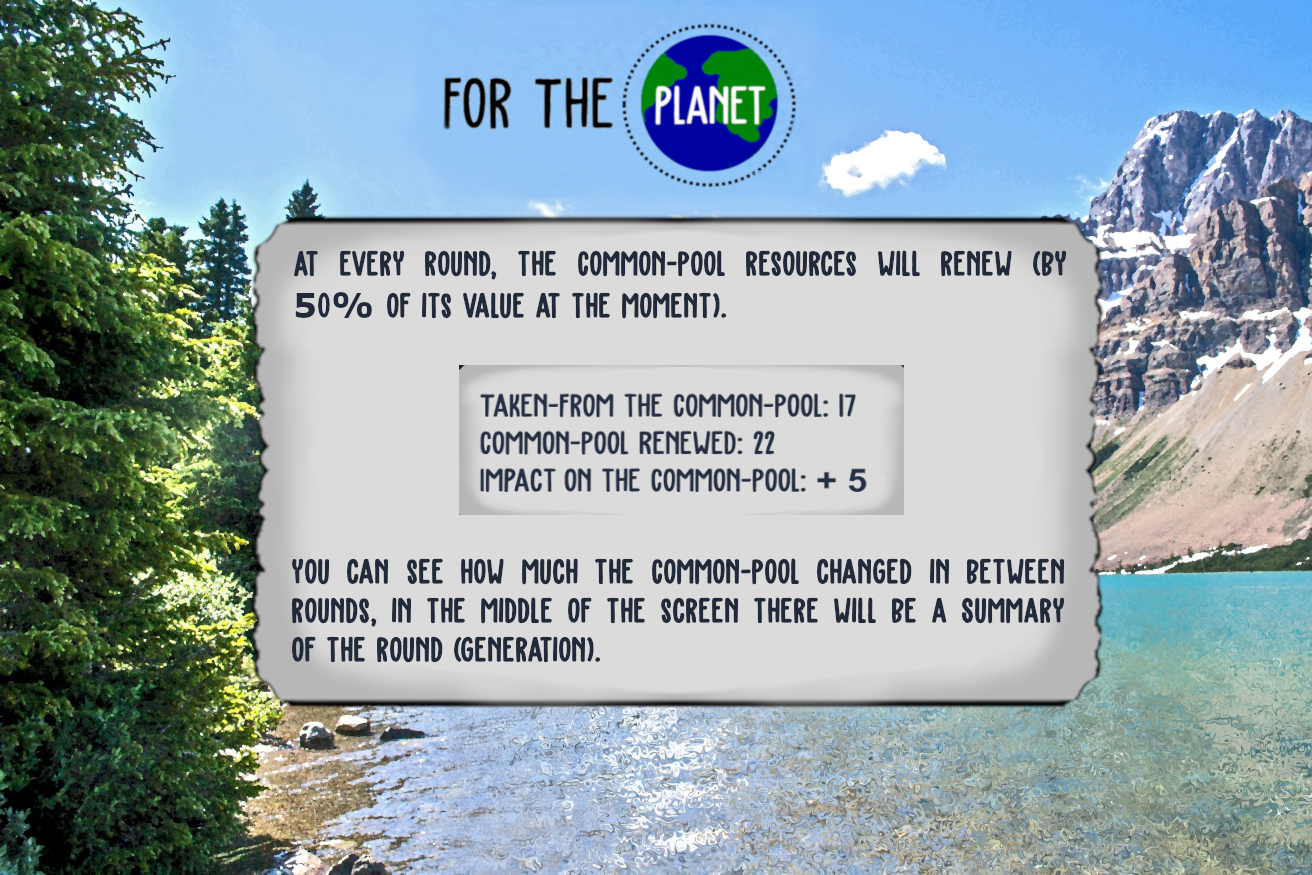 FOR THE PLANET
AT EVERY ROUND, THE COMMON-POOL RESOURCES WILL RENEW (BY
50% OF ITS VALUE AT THE MOMENT).
TAKEN-FROM THE COMMON-POOL: 17
COMMON-POOL RENEWED: 22
IMPACT ON THE COMMON-POOL: + 5
YOU CAN SEE HOW MUCH THE COMMON-POOL CHANGED IN BETWEEN
ROUNDS, IN THE MIDDLE OF THE SCREEN THERE WILL BE A SUMMARY
OF THE ROUND (GENERATION).